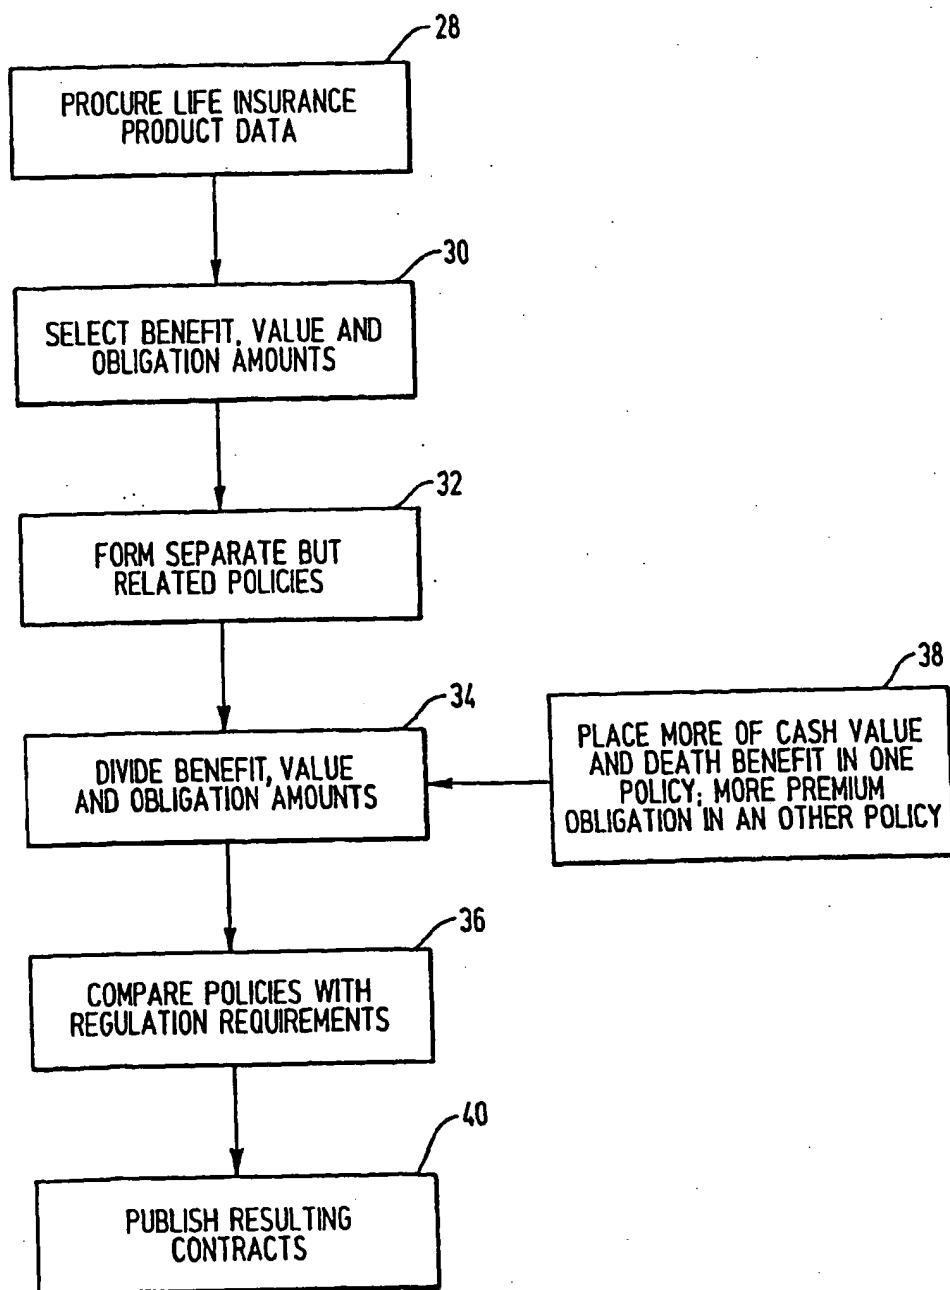 28
PROCURE LIFE INSURANCE
PRODUCT DATA
30
SELECT BENEFIT, VALUE AND
OBLIGATION AMOUNTS
32
FORM SEPARATE BUT
RELATED POLICIES
34
DIVIDE BENEFIT, VALUE
AND OBLIGATION AMOUNTS
38
PLACE MORE OF CASH VALUE
AND DEATH BENEFIT IN ONE
POLICY; MORE PREMIUM
OBLIGATION IN AN OTHER POLICY
36
COMPARE POLICIES WITH
REGULATION REQUIREMENTS
40
PUBLISH RESULTING
CONTRACTS